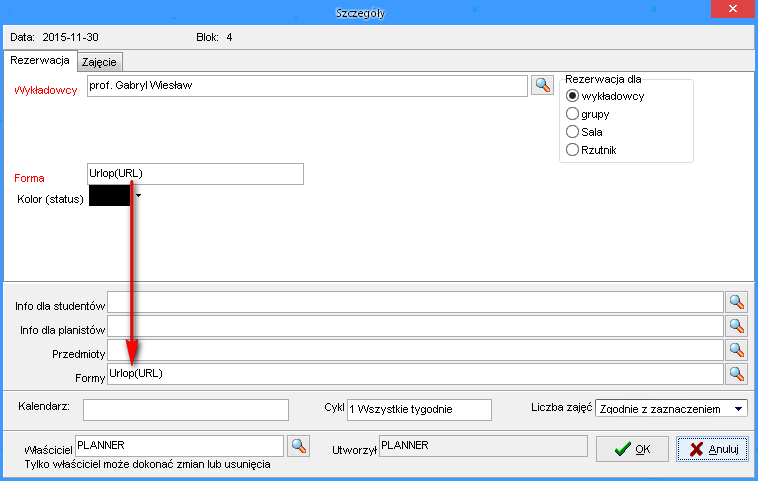 Szczegóły
Data: 2015-11-30 Blok: 4
Rezerwacja Zajęcie
Wykładowcy prof. Gabryl Wiesław
Rezerwacja dla
wykładowcy
grupy
Sala
Rzutnik
Forma Urlop(URL)
Kolor (status)
Info dla studentów
Info dla planistów
Przedmioty
Formy Urlop(URL)
Kalendarz: Cykl 1 Wszystkie tygodnie Liczba zajęć Zgodnie z zaznaczeniem
Właściciel PLANNER Utworzył PLANNER OK Anuluj
Tylko właściciel może dokonać zmian lub usunięcia